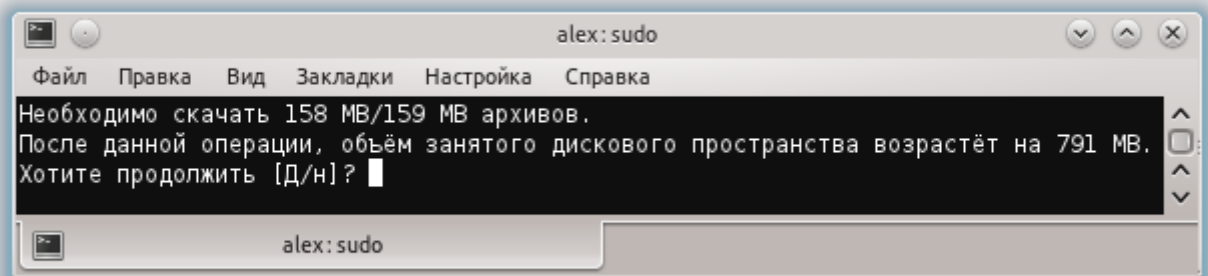 alex: sudo
Файл Правка Вид Закладки Настройка Справка
Необходимо скачать 158 MB/159 MB архивов.
После данной операции, объём занятого дискового пространства возрастёт на 791 MB.
Хотите продолжить [Д/н]?
alex: sudo